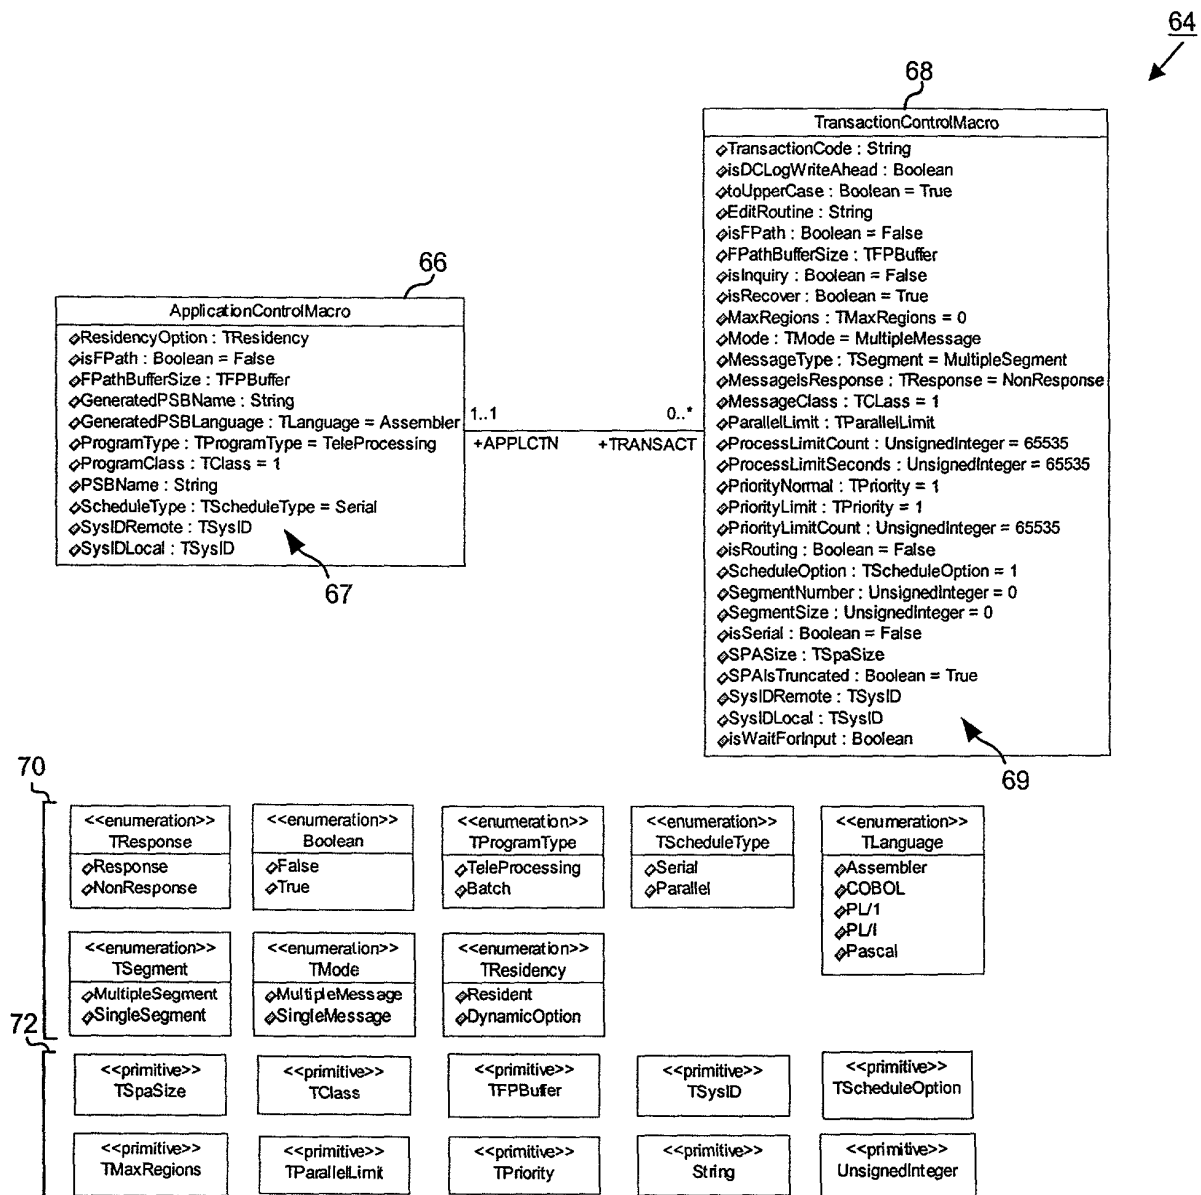 64
68
TransactionControlMacro
TransactionCode : String
isDCLogWriteAhead : Boolean
toUpperCase : Boolean = True
EditRoutine : String
isFPath : Boolean = False
FPathBufferSize : TFPBuffer
isInquiry : Boolean = False
isRecover : Boolean = True
MaxRegions : TMaxRegions = 0
Mode : TMode = MultipleMessage
MessageType : TSegment = MultipleSegment
MessageIsResponse : TResponse = NonResponse
MessageClass : TCLass = 1
ParallelLimit : TParallelLimit
ProcessLimitCount : UnsignedInteger = 65535
ProcessLimitSeconds : UnsignedInteger = 65535
PriorityNormal : TPriority = 1
PriorityLimit : TPriority = 1
PriorityLimitCount : UnsignedInteger = 65535
isRouting : Boolean = False
ScheduleOption : TScheduleOption = 1
SegmentNumber : UnsignedInteger = 0
SegmentSize : UnsignedInteger = 0
isSerial : Boolean = False
SPASize : TSpaSize
SPAIsTruncated : Boolean = True
SysIDRemote : TSysID
SysIDLocal : TSysID
isWaitForInput : Boolean
69
66
ApplicationControlMacro
ResidencyOption : TResidency
isFPath : Boolean = False
FPathBufferSize : TFPBuffer
GeneratedPSBName : String
GeneratedPSBLanguage : TLanguage = Assembler
ProgramType : TProgramType = TeleProcessing
ProgramClass : TClass = 1
PSBName : String
ScheduleType : TScheduleType = Serial
SysIDRemote : TSysID
SysIDLocal : TSysID
67
1..1 0..*
+APPLCTN +TRANSACT
70
<<enumeration>>
TResponse
Response
NonResponse
<<enumeration>>
Boolean
False
True
<<enumeration>>
TProgramType
TeleProcessing
Batch
<<enumeration>>
TScheduleType
Serial
Parallel
<<enumeration>>
TLanguage
Assembler
COBOL
PL/1
PL/I
Pascal
<<enumeration>>
TSegment
MultipleSegment
SingleSegment
<<enumeration>>
TMode
MultipleMessage
SingleMessage
<<enumeration>>
TResidency
Resident
DynamicOption
72
<<primitive>>
TSpaSize
<<primitive>>
TClass
<<primitive>>
TFPBuffer
<<primitive>>
TSysID
<<primitive>>
TScheduleOption
<<primitive>>
TMaxRegions
<<primitive>>
TParallelLimit
<<primitive>>
TPriority
<<primitive>>
String
<<primitive>>
UnsignedInteger